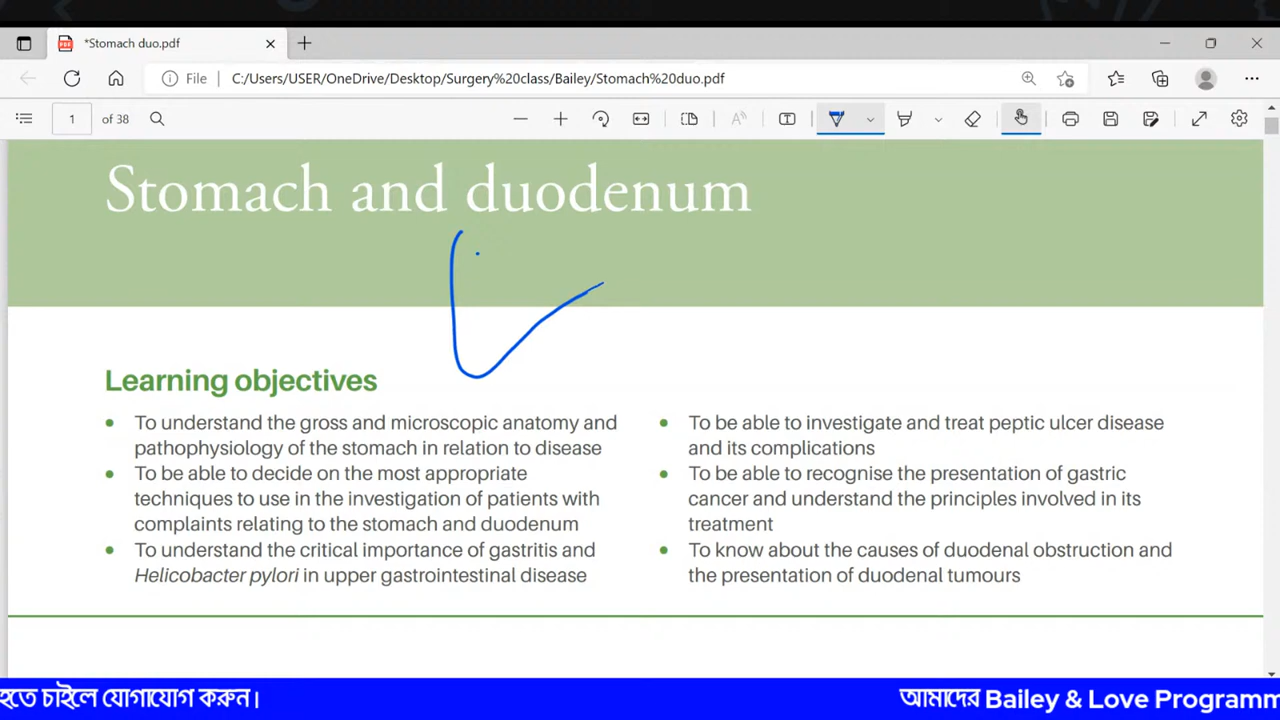 *Stomach duo.pdf
File
C:/Users/USER/OneDrive/Desktop/Surgery%20class/Bailey/Stomach%20duo.pdf
1 of 38
Stomach and duodenum
Learning objectives
• To understand the gross and microscopic anatomy and
pathophysiology of the stomach in relation to disease
• To be able to decide on the most appropriate
techniques to use in the investigation of patients with
complaints relating to the stomach and duodenum
• To understand the critical importance of gastritis and
Helicobacter pylori in upper gastrointestinal disease
• To be able to investigate and treat peptic ulcer disease
and its complications
• To be able to recognise the presentation of gastric
cancer and understand the principles involved in its
treatment
• To know about the causes of duodenal obstruction and
the presentation of duodenal tumours
হতে চাইলে যোগাযোগ করুন। আমাদের Bailey & Love Programm